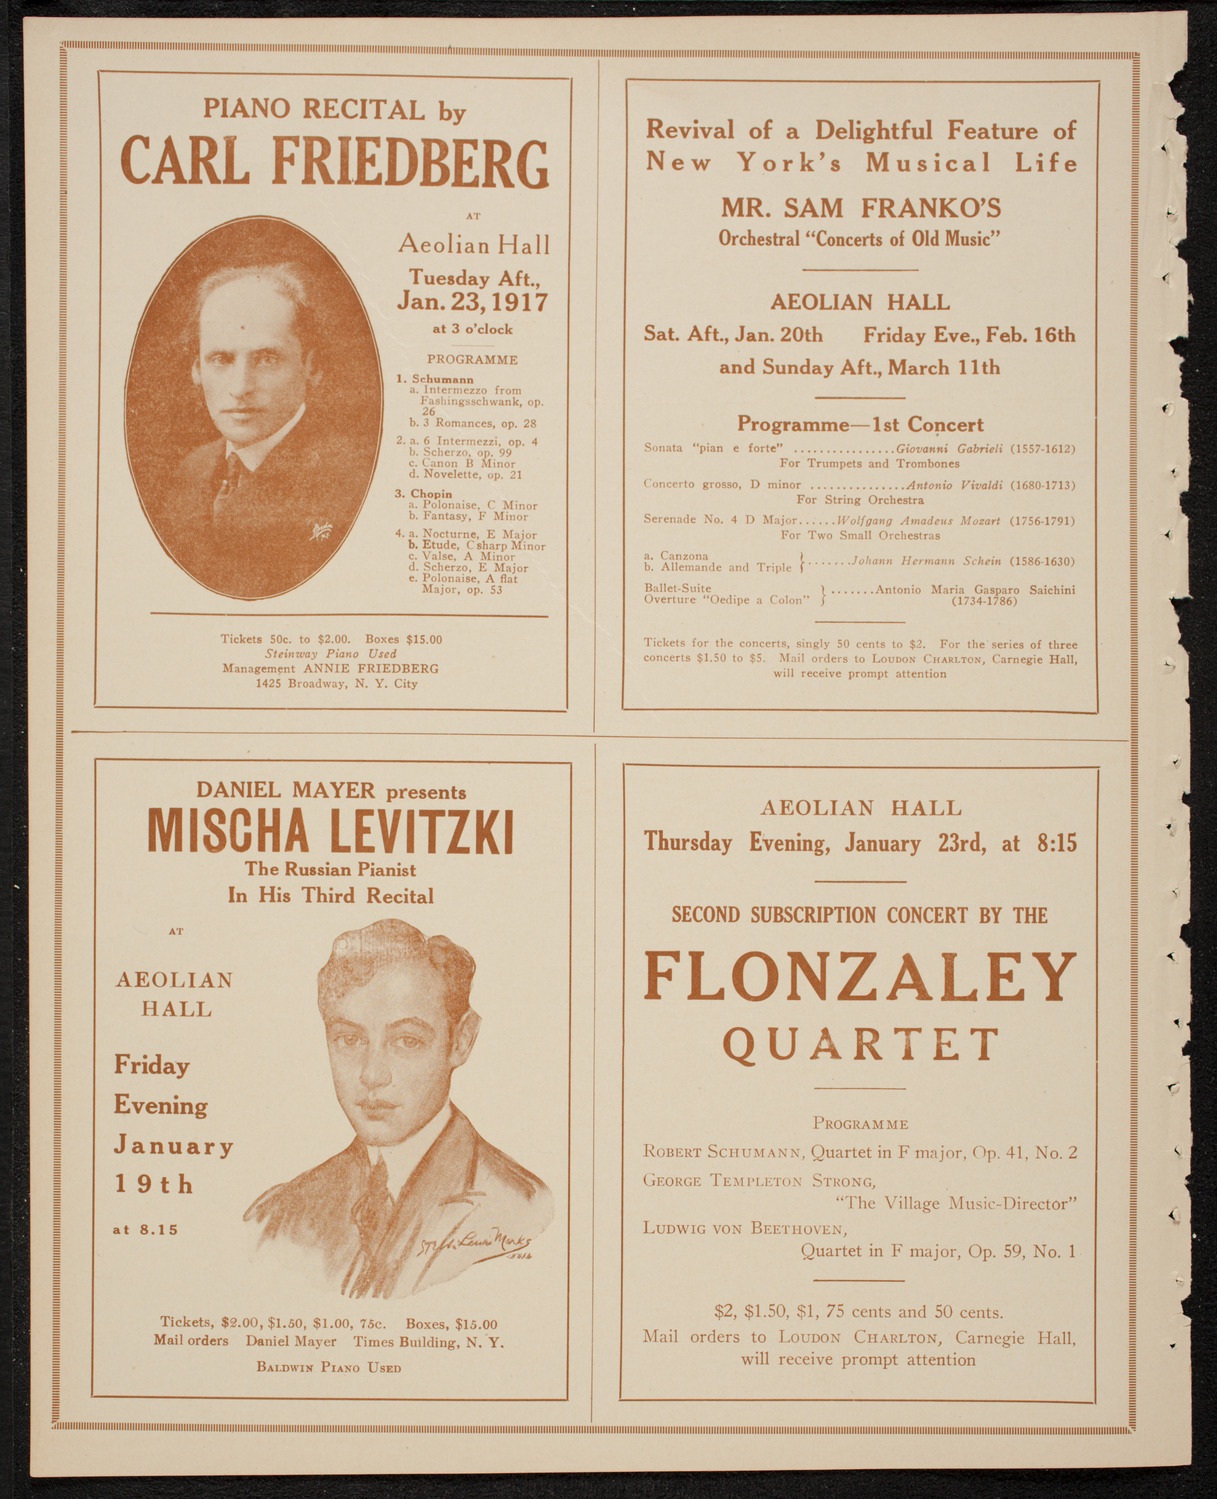 PIANO RECITAL by
CARL FRIEDBERG
AT
Aeolian Hall
Tuesday Aft.,
Jan. 23, 1917
at 3 o'clock
PROGRAMME
1. Schumann
a. Intermezzo from
Fashingsschwank, op.
26
b. 3 Romances, op. 28
2. a. 6 Intermezzi, op. 4
b. Scherzo, op. 99
c. Canon B Minor
d. Novelette, op. 21
3. Chopin
a. Polonaise, C Minor
b. Fantasy, F Minor
4. a. Nocturne, E Major
b. Etude, C sharp Minor
c. Valse, A Minor
d. Scherzo, E Major
e. Polonaise, A flat
Major, op. 53
Tickets 50c. to $2.00. Boxes $15.00
Steinway Piano Used
Management ANNIE FRIEDBERG
1425 Broadway, N. Y. City
Revival of a Delightful Feature of
New York's Musical Life
MR. SAM FRANKO'S
Orchestral "Concerts of Old Music"
AEOLIAN HALL
Sat. Aft., Jan. 20th Friday Eve., Feb. 16th
and Sunday Aft., March 11th
Programme—1st Concert
Sonata "pian e forte" ................Giovanni Gabrieli (1557-1612)
For Trumpets and Trombones
Concerto grosso, D minor ...............Antonio Vivaldi (1680-1713)
For String Orchestra
Serenade No. 4 D Major......Wolfgang Amadeus Mozart (1756-1791)
For Two Small Orchestras
a. Canzona
b. Allemande and Triple } .......Johann Hermann Schein (1586-1630)
Ballet-Suite } .......Antonio Maria Gasparo Saichini
Overture "Oedipe a Colon" (1734-1786)
Tickets for the concerts, singly 50 cents to $2. For the series of three
concerts $1.50 to $5. Mail orders to LOUDON CHARLTON, Carnegie Hall,
will receive prompt attention
DANIEL MAYER presents
MISCHA LEVITZKI
The Russian Pianist
In His Third Recital
AT
AEOLIAN
HALL
Friday
Evening
January
19th
at 8.15
Tickets, $2.00, $1.50, $1.00, 75c. Boxes, $15.00
Mail orders Daniel Mayer Times Building, N. Y.
BALDWIN PIANO USED
AEOLIAN HALL
Thursday Evening, January 23rd, at 8:15
SECOND SUBSCRIPTION CONCERT BY THE
FLONZALEY
QUARTET
PROGRAMME
ROBERT SCHUMANN, Quartet in F major, Op. 41, No. 2
GEORGE TEMPLETON STRONG,
"The Village Music-Director"
LUDWIG VON BEETHOVEN,
Quartet in F major, Op. 59, No. 1
$2, $1.50, $1, 75 cents and 50 cents.
Mail orders to LOUDON CHARLTON, Carnegie Hall,
will receive prompt attention